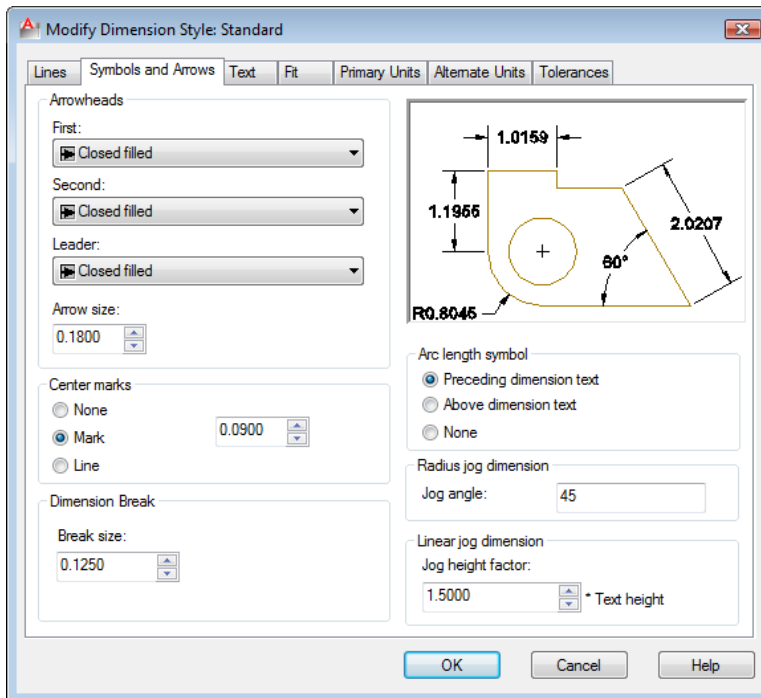 Modify Dimension Style: Standard
Lines Symbols and Arrows Text Fit Primary Units Alternate Units Tolerances
Arrowheads
First:
Closed filled
Second:
Closed filled
Leader:
Closed filled
Arrow size:
0.1800
Center marks
None
Mark
Line
0.0900
Dimension Break
Break size:
0.1250
1.0159
1.1955
2.0207
60°
R0.8045
Arc length symbol
Preceding dimension text
Above dimension text
None
Radius jog dimension
Jog angle:
45
Linear jog dimension
Jog height factor:
1.5000
* Text height
OK
Cancel
Help